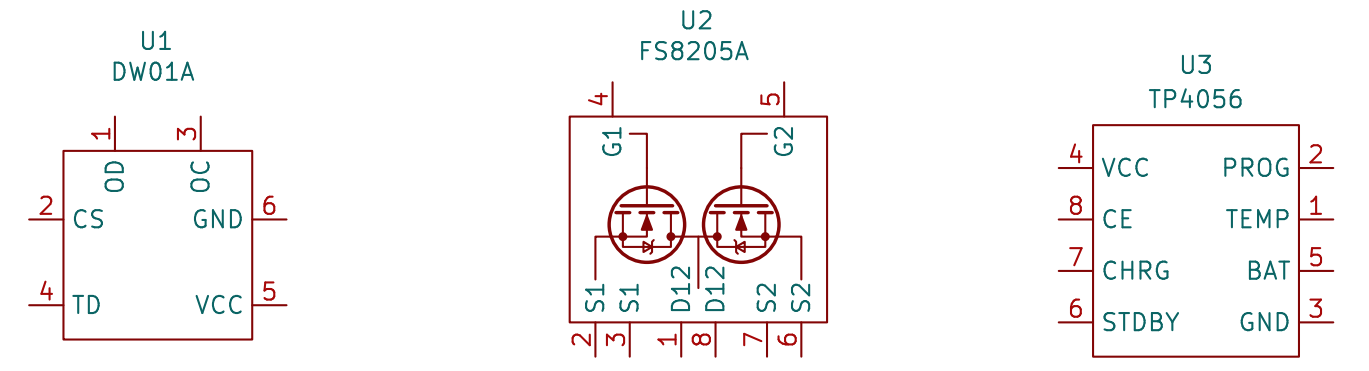 U1
DW01A
1
3
OD
OC
2
CS
GND
6
4
TD
VCC
5
U2
FS8205A
4
5
G1
G2
S1
S1
D12
D12
S2
S2
2
3
1
8
7
6
U3
TP4056
4
VCC
PROG
2
8
CE
TEMP
1
7
CHRG
BAT
5
6
STDBY
GND
3